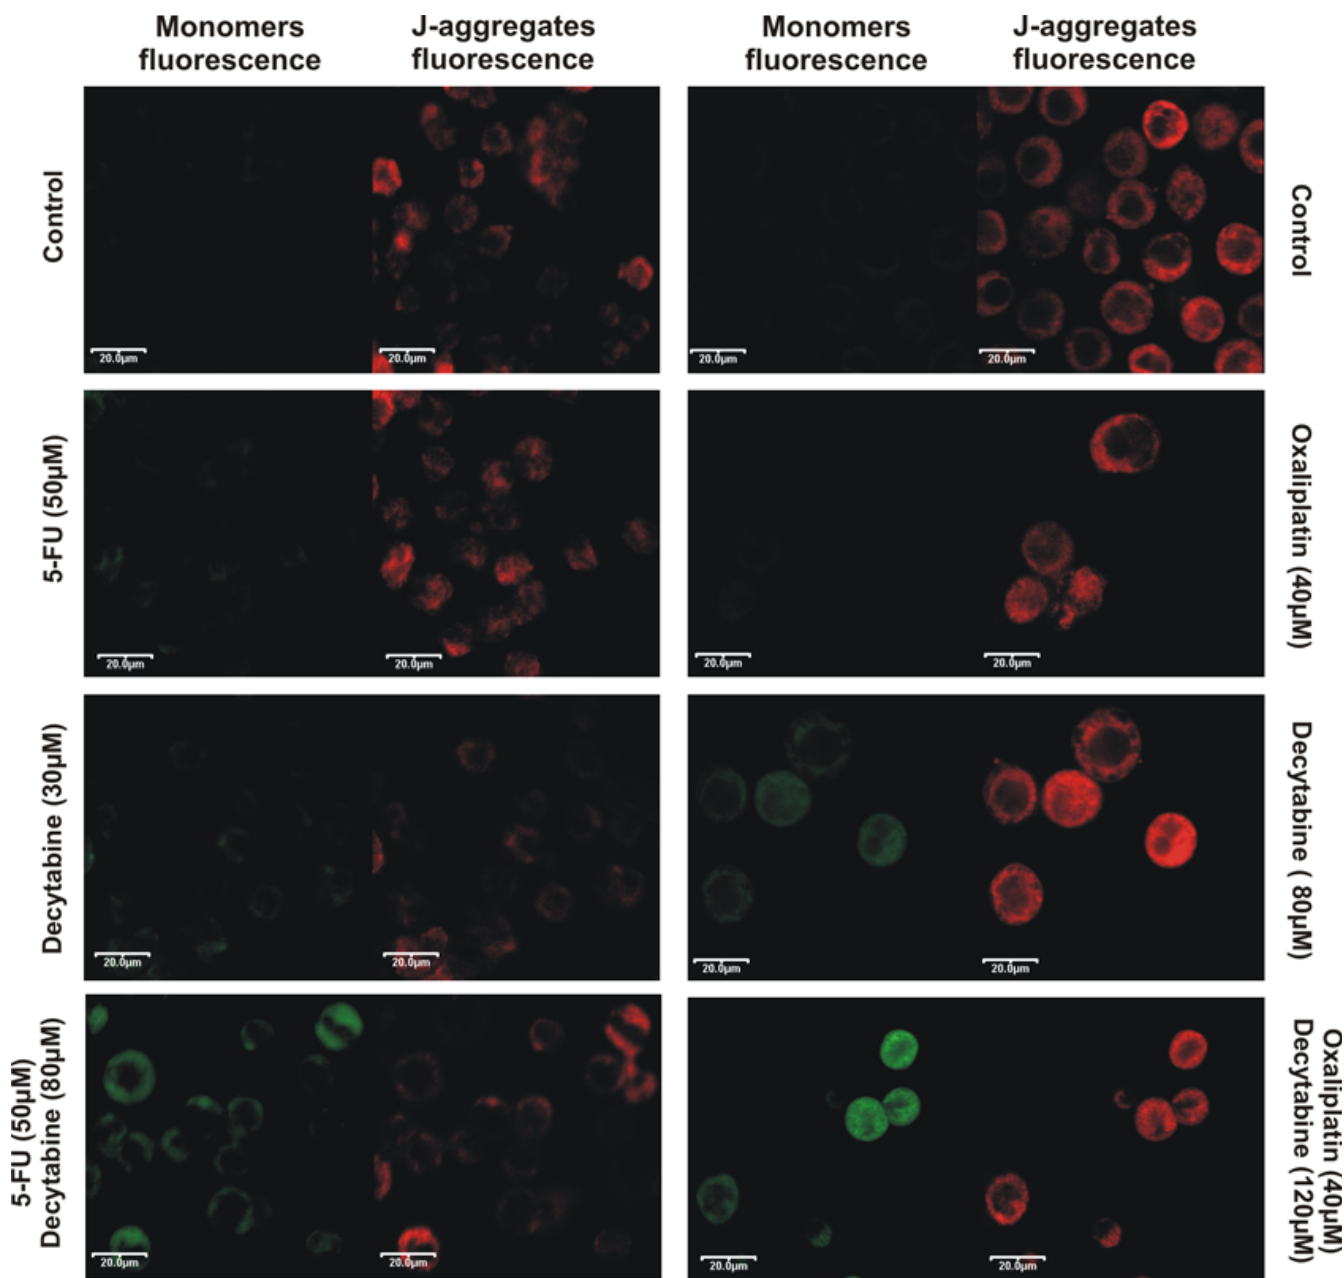 Monomers
fluorescence
J-aggregates
fluorescence
Monomers
fluorescence
J-aggregates
fluorescence
Control
20.0µm
20.0µm
20.0µm
20.0µm
Control
5-FU (50µM)
20.0µm
20.0µm
20.0µm
20.0µm
Oxaliplatin (40µM)
Decytabine (30µM)
20.0µm
20.0µm
20.0µm
20.0µm
Decytabine ( 80µM)
5-FU (50µM)
Decytabine (80µM)
20.0µm
20.0µm
20.0µm
20.0µm
Oxaliplatin (40µM)
Decytabine (120µM)